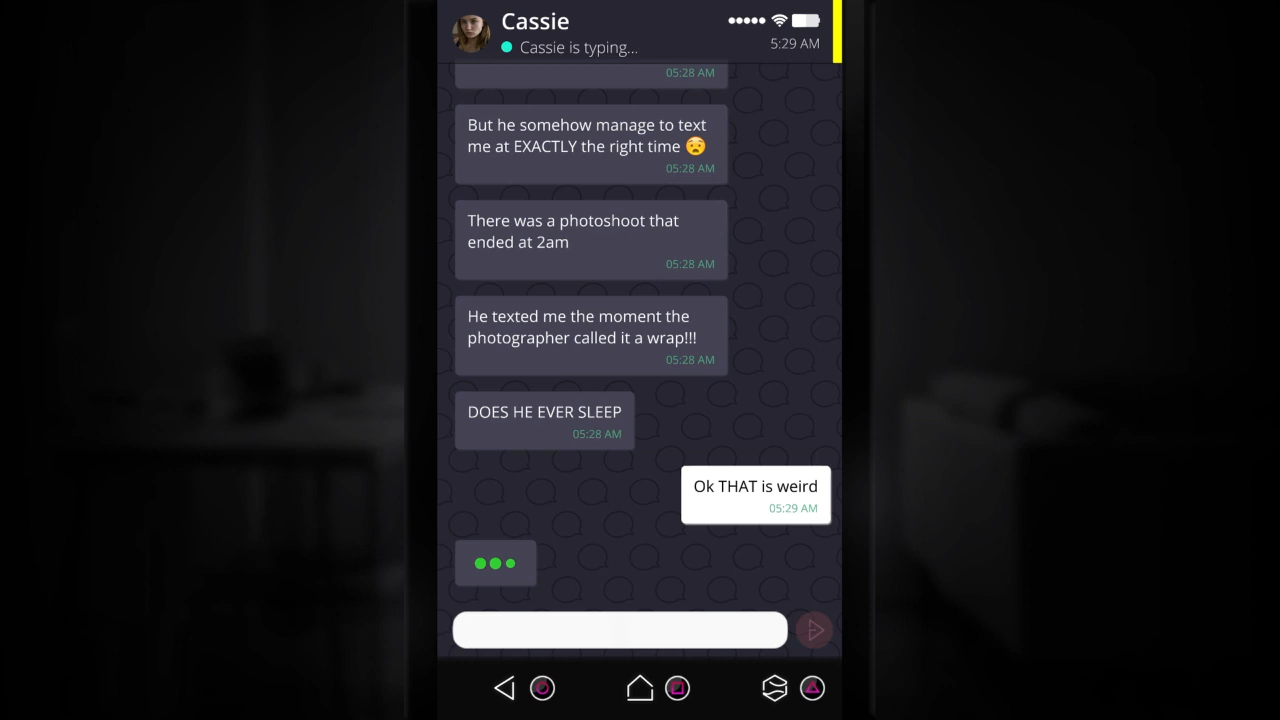 Cassie
Cassie is typing...
5:29 AM
05:28 AM
But he somehow manage to text
me at EXACTLY the right time 😧
05:28 AM
There was a photoshoot that
ended at 2am
05:28 AM
He texted me the moment the
photographer called it a wrap!!!
05:28 AM
DOES HE EVER SLEEP
05:28 AM
Ok THAT is weird
05:29 AM